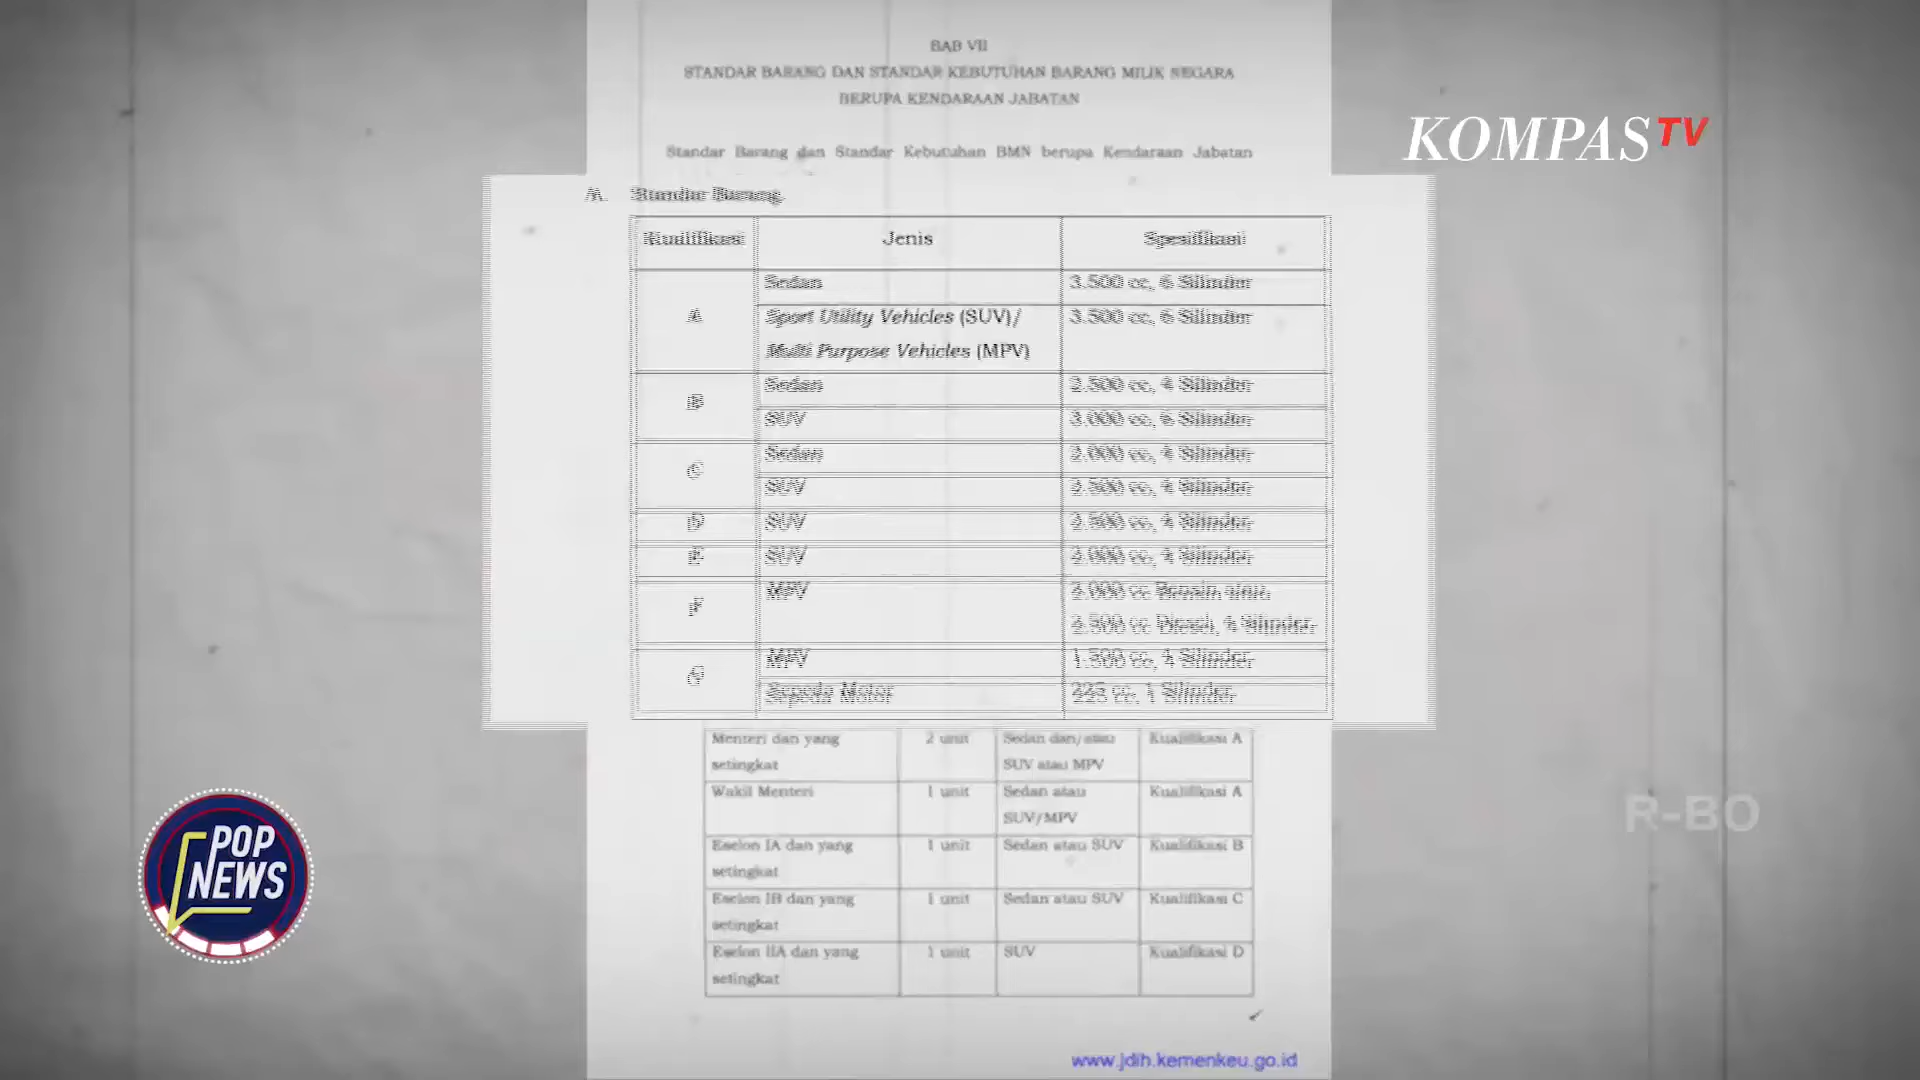 BAB VII
STANDAR BARANG DAN STANDAR KEBUTUHAN BARANG MILIK NEGARA
BERUPA KENDARAAN JABATAN
KOMPAS TV
Standar Barang dan Standar Kebutuhan BMN berupa Kendaraan Jabatan
A. Standar Barang
Kualifikasi Jenis Spesifikasi
Sedan 3.500 cc, 6 Silinder
A Sport Utility Vehicles (SUV)/ 3.500 cc, 6 Silinder
Multi Purpose Vehicles (MPV)
B Sedan 2.500 cc, 4 Silinder
SUV 3.000 cc, 6 Silinder
C Sedan 2.000 cc, 4 Silinder
SUV 2.500 cc, 4 Silinder
D SUV 2.500 cc, 4 Silinder
E SUV 2.000 cc, 4 Silinder
F MPV 2.000 cc Bensin atau
2.500 cc Diesel, 4 Silinder
G MPV 1.500 cc, 4 Silinder
Sepeda Motor 225 cc, 1 Silinder
Menteri dan yang 2 unit Sedan dan/atau Kualifikasi A
setingkat SUV atau MPV
Wakil Menteri 1 unit Sedan atau Kualifikasi A
SUV/MPV
Eselon IA dan yang 1 unit Sedan atau SUV Kualifikasi B
setingkat
Eselon IB dan yang 1 unit Sedan atau SUV Kualifikasi C
setingkat
Eselon IIA dan yang 1 unit SUV Kualifikasi D
setingkat
www.jdih.kemenkeu.go.id
POP
NEWS
R-BO